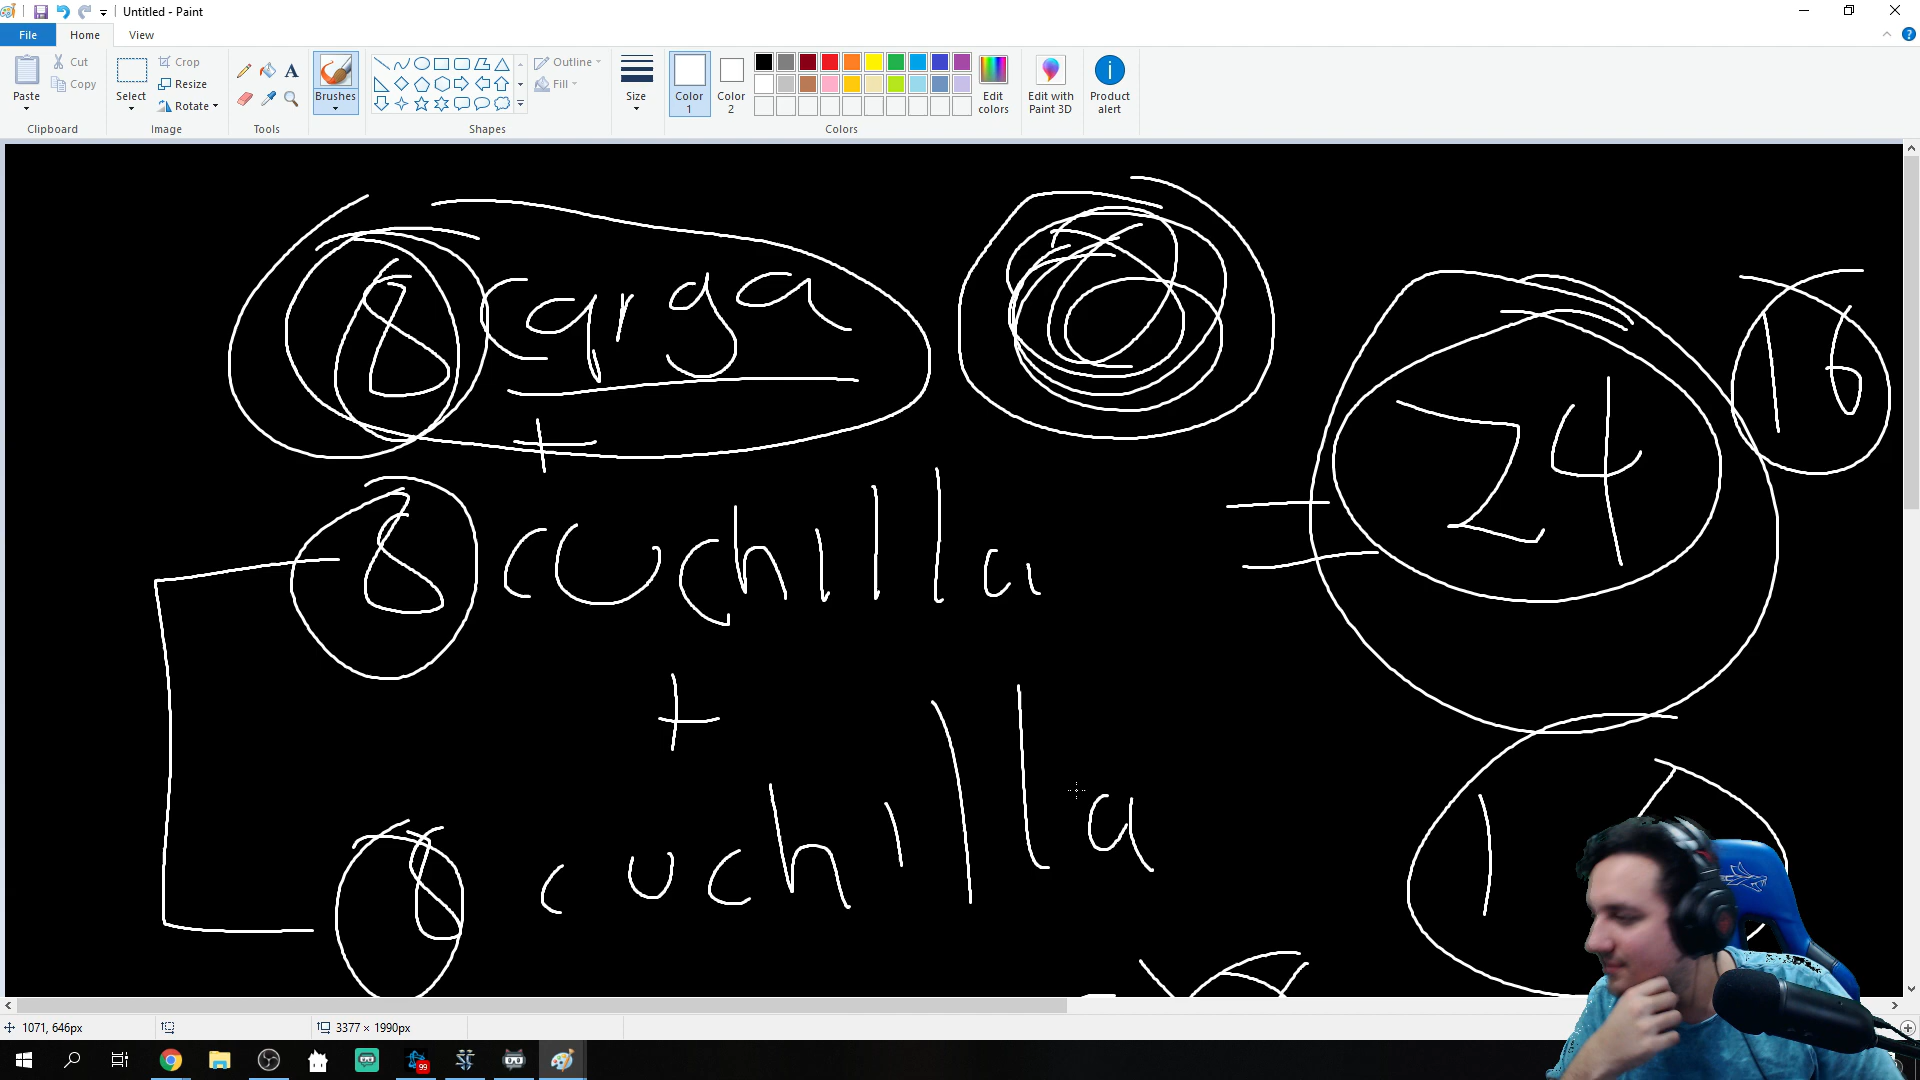 Untitled - Paint
File Home View
Paste Cut Copy Clipboard
Select Crop Resize Rotate Image
Tools
Brushes
Outline Fill Shapes
Size
Color 1 Color 2 Edit colors Colors
Edit with Paint 3D
Product alert
8 carga
+
8 cuchilla = 24
16
+
8 cuchilla
1
1071, 646px
3377 × 1990px
99